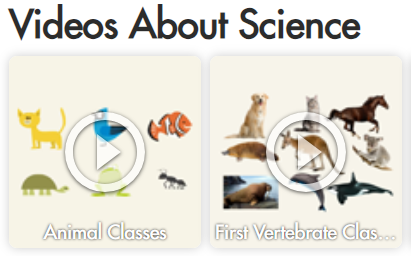 Videos About Science
Animal Classes
First Vertebrate Clas...